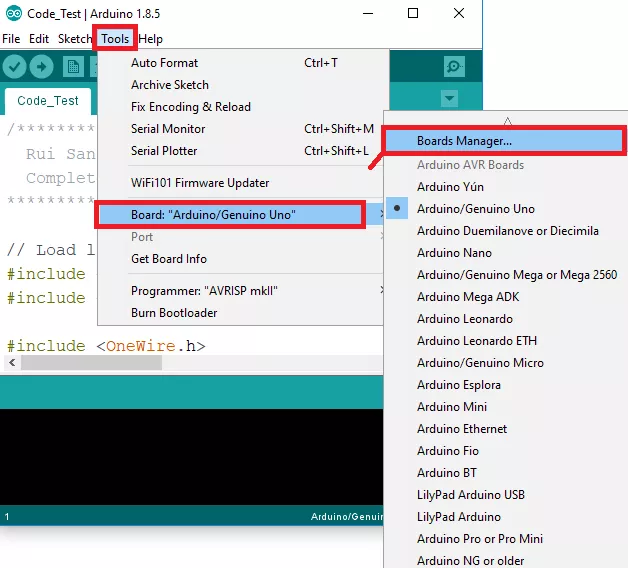 Code_Test | Arduino 1.8.5
File Edit Sketch Tools Help
Code_Test
/********
Rui San
Complet
********
// Load l
#include
#include
#include <OneWire.h>
Auto Format Ctrl+T
Archive Sketch
Fix Encoding & Reload
Serial Monitor Ctrl+Shift+M
Serial Plotter Ctrl+Shift+L
WiFi101 Firmware Updater
Board: "Arduino/Genuino Uno"
Port
Get Board Info
Programmer: "AVRISP mkII"
Burn Bootloader
Boards Manager...
Arduino AVR Boards
Arduino Yún
Arduino/Genuino Uno
Arduino Duemilanove or Diecimila
Arduino Nano
Arduino/Genuino Mega or Mega 2560
Arduino Mega ADK
Arduino Leonardo
Arduino Leonardo ETH
Arduino/Genuino Micro
Arduino Esplora
Arduino Mini
Arduino Ethernet
Arduino Fio
Arduino BT
LilyPad Arduino USB
LilyPad Arduino
Arduino Pro or Pro Mini
Arduino NG or older
1 Arduino/Genuin